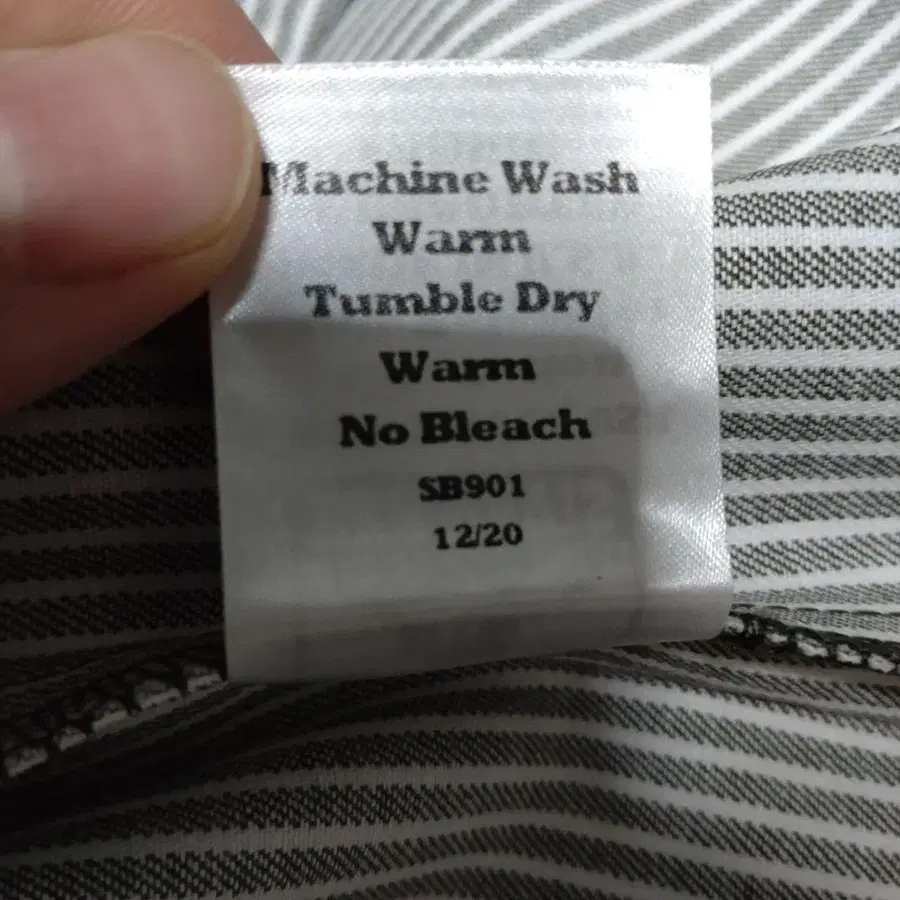 Machine Wash
Warm
Tumble Dry
Warm
No Bleach
SB901
12/20